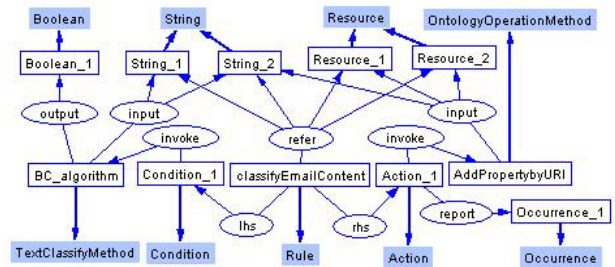 Boolean String Resource OntologyOperationMethod
Boolean_1 String_1 String_2 Resource_1 Resource_2
output input refer input
invoke invoke
BC_algorithm Condition_1 classifyEmailContent Action_1 AddPropertybyURI
lhs rhs report Occurrence_1
TextClassifyMethod Condition Rule Action Occurrence